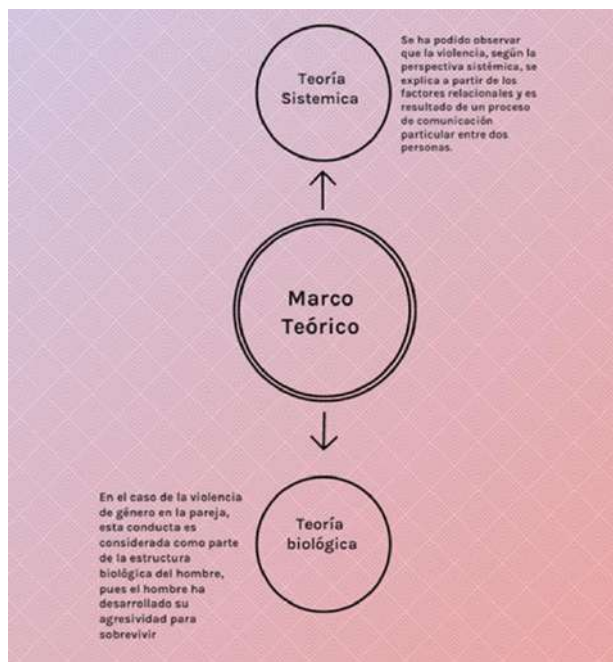 Teoría
Sistemica
Se ha podido observar
que la violencia, según la
perspectiva sistémica, se
explica a partir de los
factores relacionales y es
resultado de un proceso
de comunicación
particular entre dos
personas.
Marco
Teórico
En el caso de la violencia
de género en la pareja,
esta conducta es
considerada como parte
de la estructura
biológica del hombre,
pues el hombre ha
desarrollado su
agresividad para
sobrevivir
Teoría
biológica